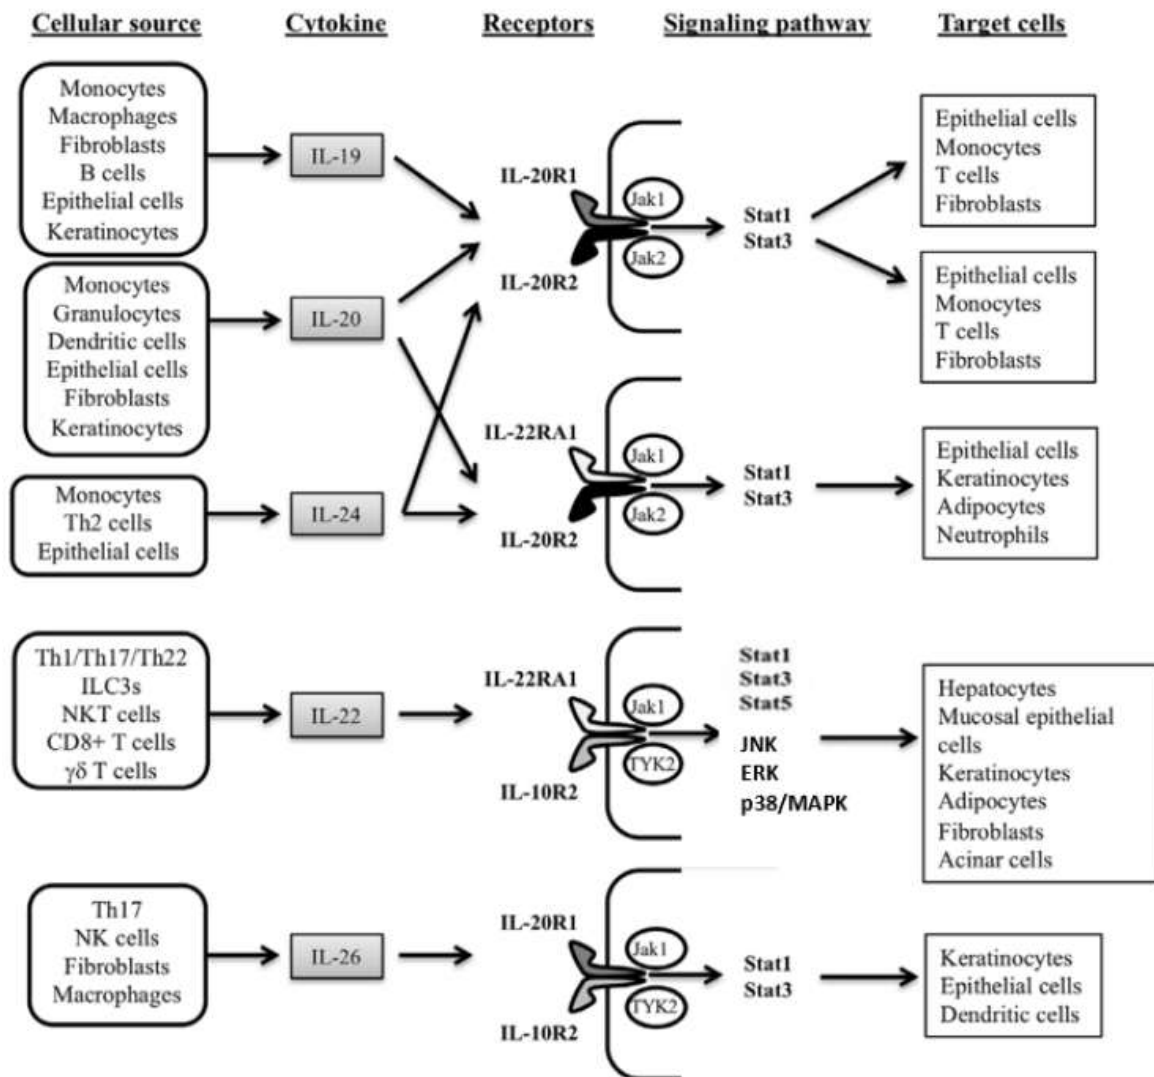 Cellular source
Cytokine
Receptors
Signaling pathway
Target cells
Monocytes
Macrophages
Fibroblasts
B cells
Epithelial cells
Keratinocytes
IL-19
IL-20R1
Jak1
Jak2
IL-20R2
Stat1
Stat3
Epithelial cells
Monocytes
T cells
Fibroblasts
Monocytes
Granulocytes
Dendritic cells
Epithelial cells
Fibroblasts
Keratinocytes
IL-20
Epithelial cells
Monocytes
T cells
Fibroblasts
Monocytes
Th2 cells
Epithelial cells
IL-24
IL-22RA1
Jak1
Jak2
IL-20R2
Stat1
Stat3
Epithelial cells
Keratinocytes
Adipocytes
Neutrophils
Th1/Th17/Th22
ILC3s
NKT cells
CD8+ T cells
γδ T cells
IL-22
IL-22RA1
Jak1
TYK2
IL-10R2
Stat1
Stat3
Stat5
JNK
ERK
p38/MAPK
Hepatocytes
Mucosal epithelial
cells
Keratinocytes
Adipocytes
Fibroblasts
Acinar cells
Th17
NK cells
Fibroblasts
Macrophages
IL-26
IL-20R1
Jak1
TYK2
IL-10R2
Stat1
Stat3
Keratinocytes
Epithelial cells
Dendritic cells